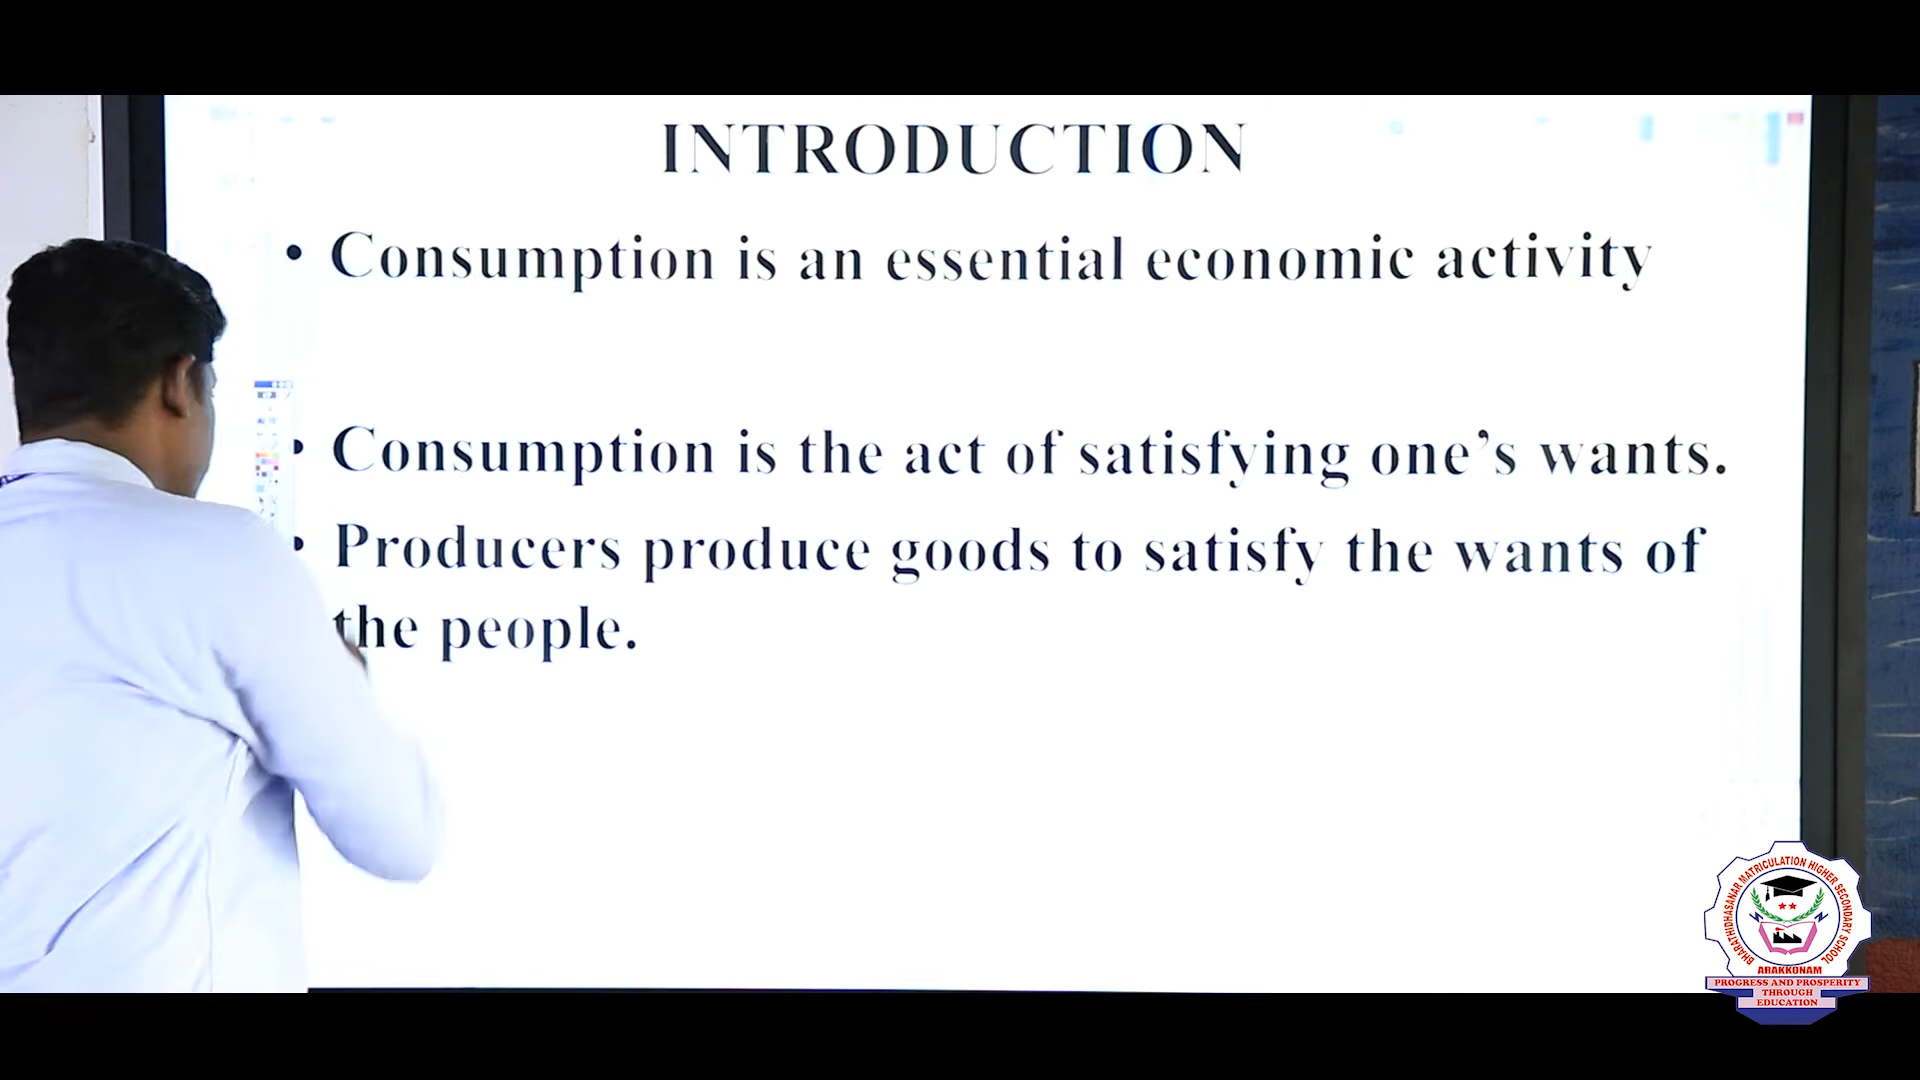 INTRODUCTION
• Consumption is an essential economic activity
• Consumption is the act of satisfying one’s wants.
• Producers produce goods to satisfy the wants of
the people.
BHARATHIDHASANAR MATRICULATION HIGHER SECONDARY SCHOOL
ARAKKONAM
PROGRESS AND PROSPERITY
THROUGH
EDUCATION